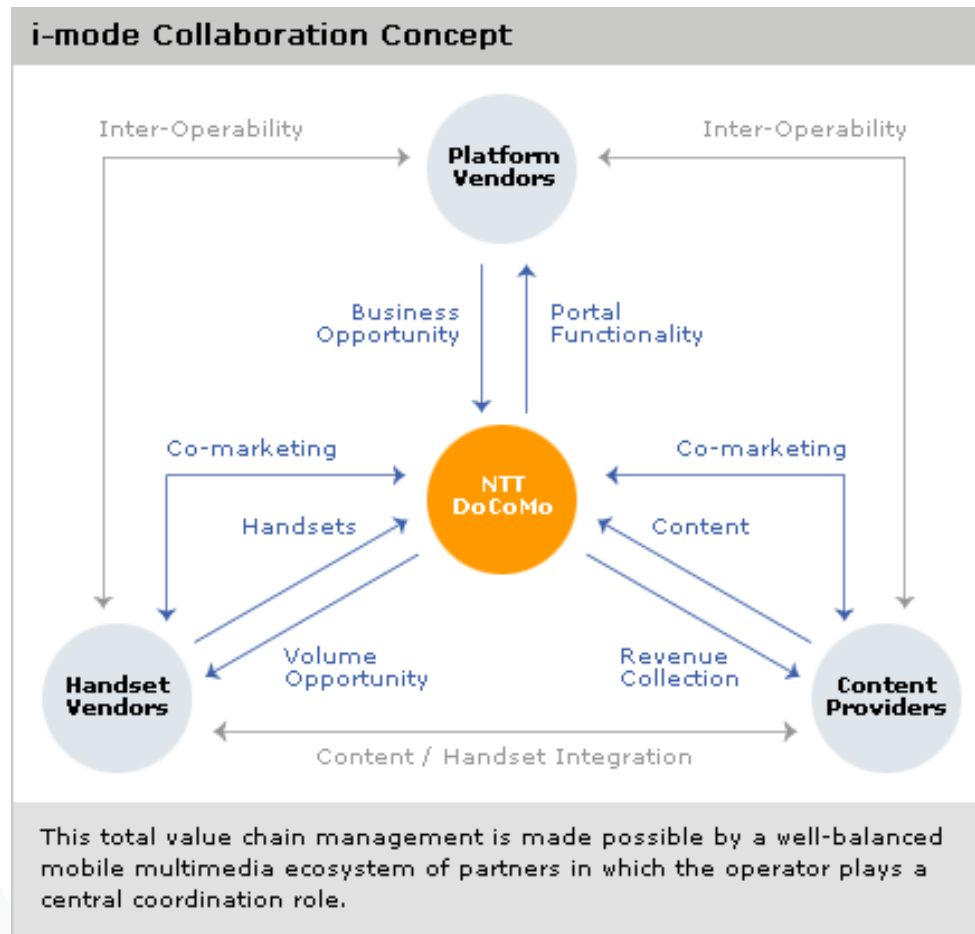 i-mode Collaboration Concept
Inter-Operability
Inter-Operability
Platform
Vendors
Business
Opportunity
Portal
Functionality
Co-marketing
Co-marketing
NTT
DoCoMo
Handsets
Content
Volume
Opportunity
Revenue
Collection
Handset
Vendors
Content
Providers
Content / Handset Integration
This total value chain management is made possible by a well-balanced
mobile multimedia ecosystem of partners in which the operator plays a
central coordination role.